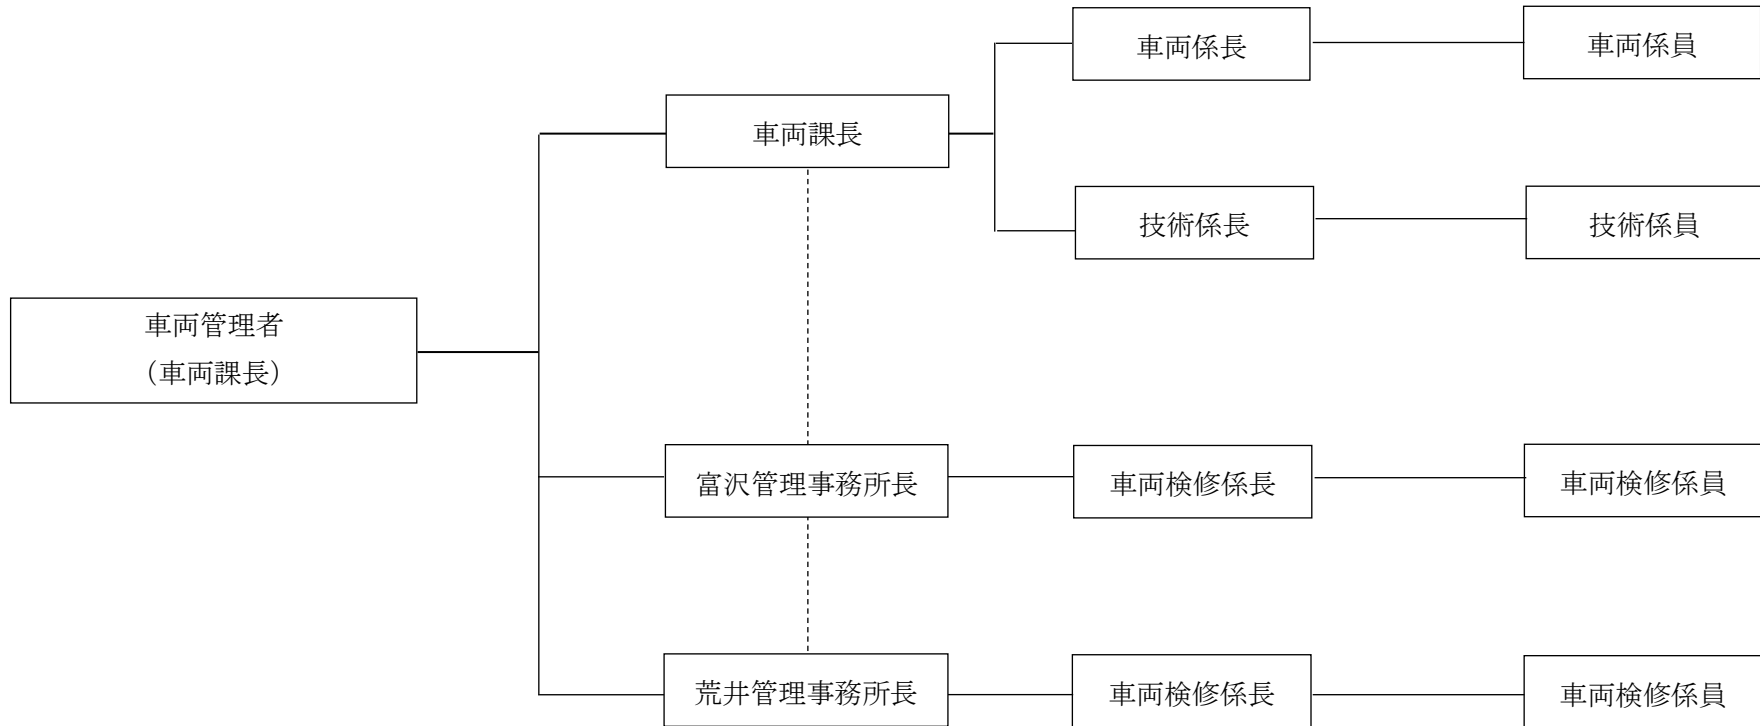 車両係長
車両係員
車両課長
技術係長
技術係員
車両管理者
（車両課長）
富沢管理事務所長
車両検修係長
車両検修係員
荒井管理事務所長
車両検修係長
車両検修係員